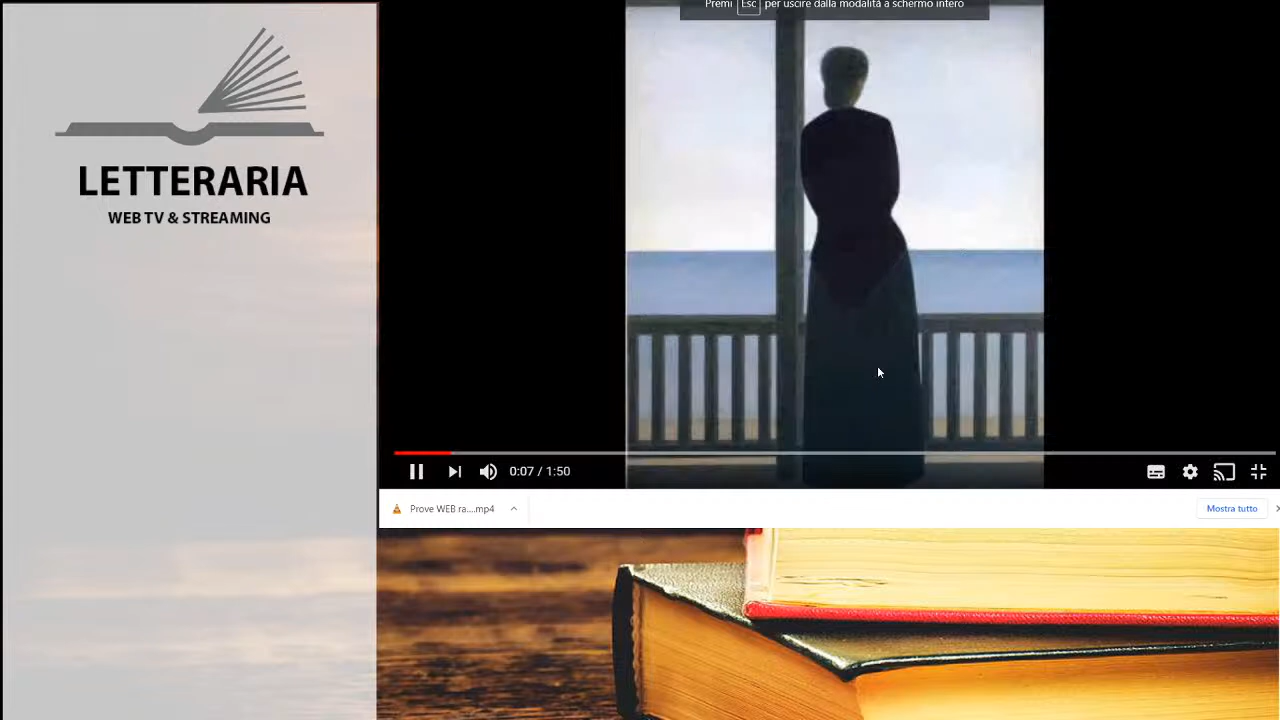 LETTERARIA
WEB TV & STREAMING
Premi Esc per uscire dalla modalità a schermo intero
0:07 / 1:50
Prove WEB ra....mp4
Mostra tutto